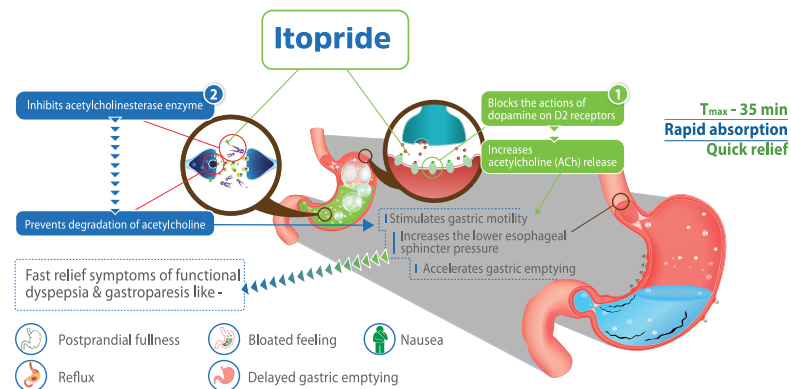 Itopride
2
Inhibits acetylcholinesterase enzyme
Prevents degradation of acetylcholine
1
Blocks the actions of
dopamine on D2 receptors
Increases
acetylcholine (ACh) release
Tmax - 35 min
Rapid absorption
Quick relief
Stimulates gastric motility
Increases the lower esophageal
sphincter pressure
Accelerates gastric emptying
Fast relief symptoms of functional
dyspepsia & gastroparesis like -
Postprandial fullness
Bloated feeling
Nausea
Reflux
Delayed gastric emptying